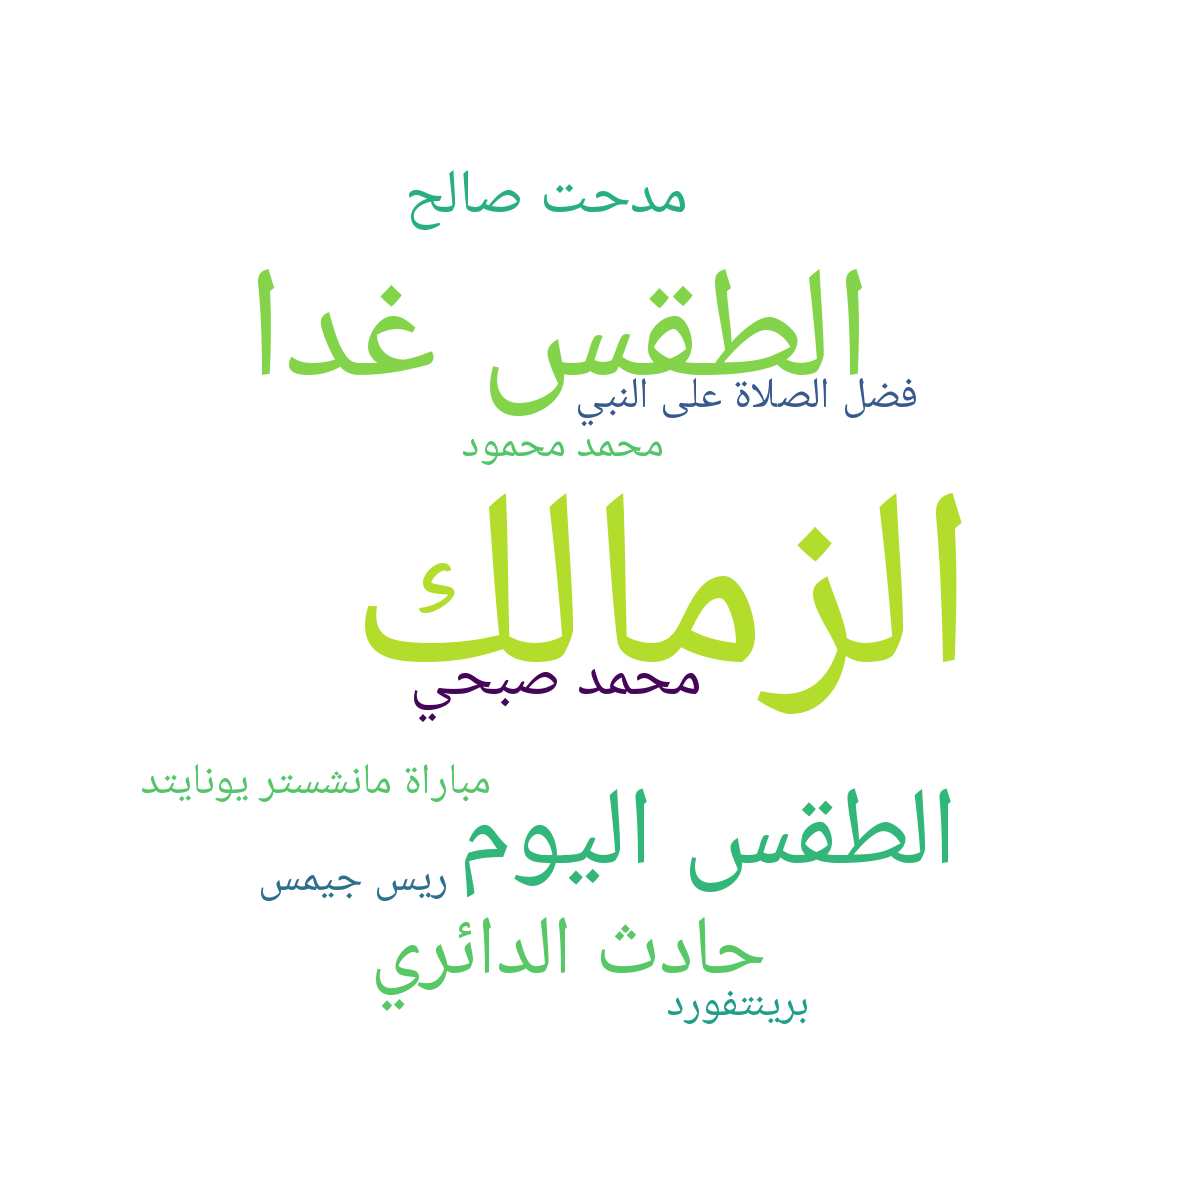 مدحت صالح
الطقس غدا
فضل الصلاة على النبي
محمد محمود
الزمالك
محمد صبحي
مباراة مانشستر يونايتد
الطقس اليوم
ريس جيمس
حادث الدائري
برينتفورد